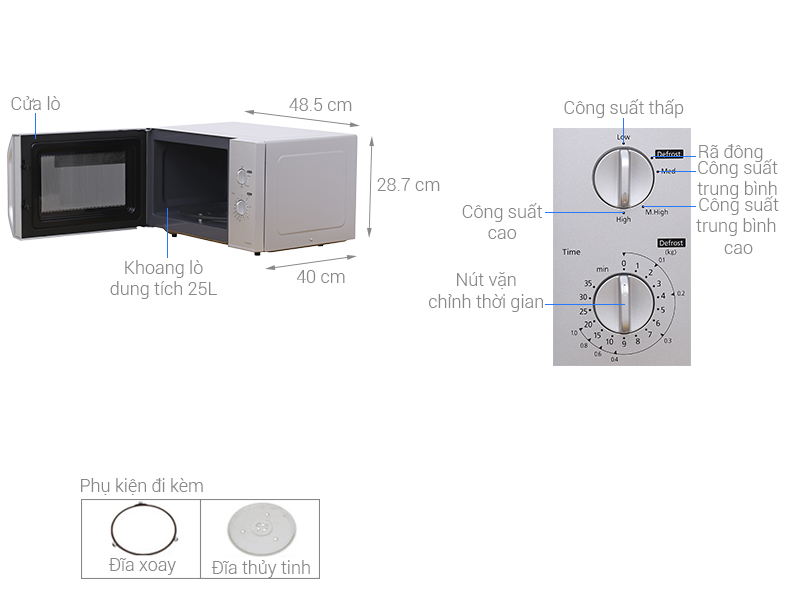 Cửa lò
48.5 cm
28.7 cm
40 cm
Khoang lò
dung tích 25L
Công suất thấp
Low
Defrost
Med
M.High
High
Rã đông
Công suất
trung bình
Công suất
trung bình
cao
Công suất
cao
Defrost
(kg)
Time
min
0
1
2
3
4
5
6
7
8
9
10
15
20
25
30
35
0.1
0.2
0.3
0.4
0.6
0.8
1.0
Nút vặn
chỉnh thời gian
Phụ kiện đi kèm
Đĩa xoay
Đĩa thủy tinh